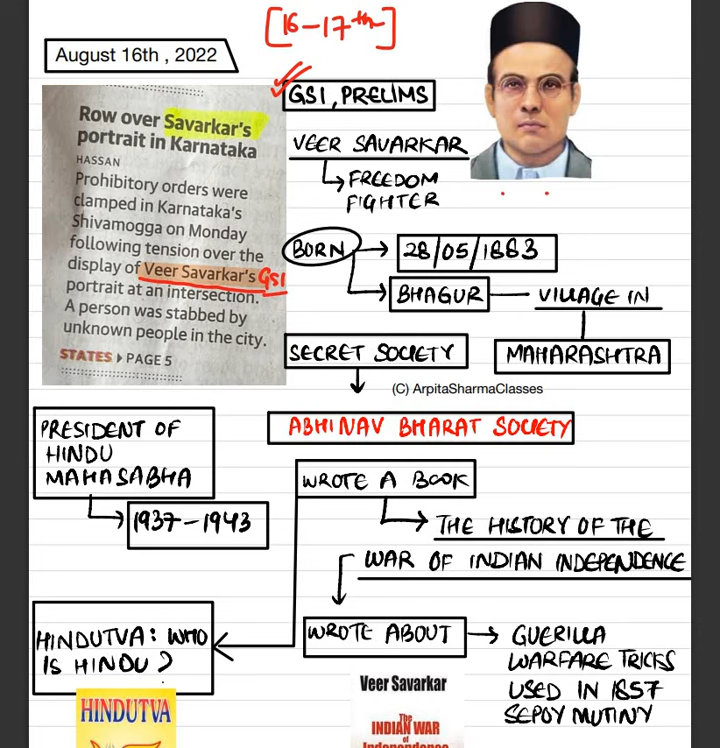 [16-17th]
August 16th , 2022
Row over Savarkar's
portrait in Karnataka
HASSAN
Prohibitory orders were
clamped in Karnataka's
Shivamogga on Monday
following tension over the
display of Veer Savarkar's GSI
portrait at an intersection.
A person was stabbed by
unknown people in the city.
STATES PAGE 5
GSI, PRELIMS
VEER SAVARKAR
FREEDOM
FIGHTER
BORN
28/05/1883
BHAGUR
VILLAGE IN
MAHARASHTRA
SECRET SOCIETY
(C) ArpitaSharmaClasses
ABHINAV BHARAT SOCIETY
PRESIDENT OF
HINDU
MAHASABHA
1937-1943
WROTE A BOOK
THE HISTORY OF THE
WAR OF INDIAN INDEPENDENCE
WROTE ABOUT
GUERILLA
WARFARE TRICKS
USED IN 1857
SEPOY MUTINY
HINDUTVA: WHO
IS HINDU?
HINDUTVA
Veer Savarkar
The
INDIAN WAR
of
Independence